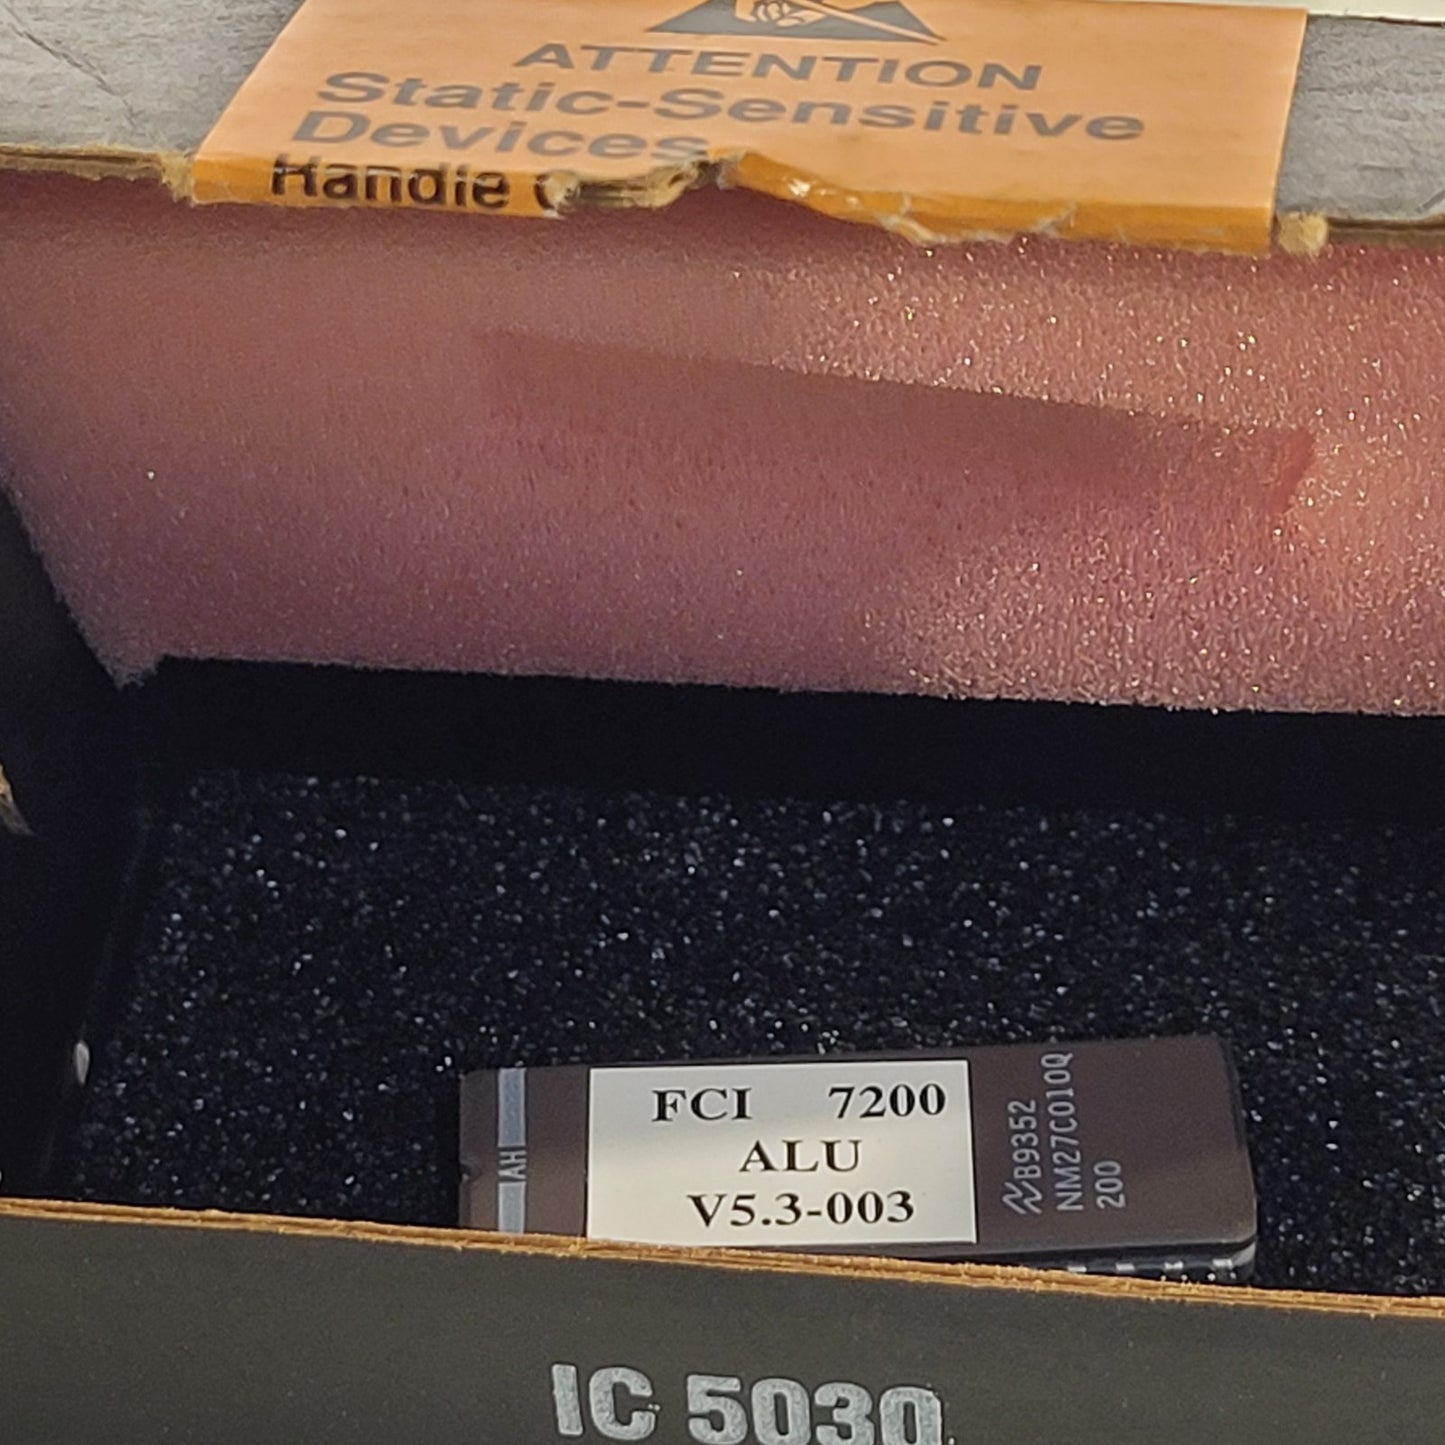 ATTENTION
Static-Sensitive
Devices
Handle
FCI 7200
ALU
V5.3-003
AH
B9352
NM27C010Q
200
IC 5030